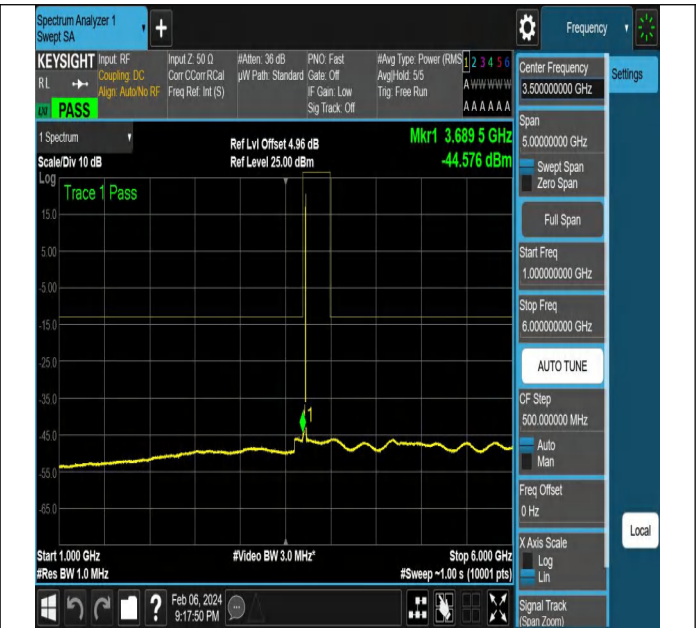 Spectrum Analyzer 1
Swept SA
Frequency
KEYSIGHT
RL
PASS
Input: RF
Coupling: DC
Align: Auto/No RF
Input Z: 50 Ω
Corr CCorr RCal
Freq Ref: Int (S)
#Atten: 36 dB
µW Path: Standard
PNO: Fast
Gate: Off
IF Gain: Low
Sig Track: Off
#Avg Type: Power (RMS
Avg|Hold: 5/5
Trig: Free Run
1 2 3 4 5 6
A W W W W W
A A A A A A
Center Frequency
3.500000000 GHz
Settings
1 Spectrum
Scale/Div 10 dB
Ref Lvl Offset 4.96 dB
Ref Level 25.00 dBm
Mkr1 3.689 5 GHz
-44.576 dBm
Span
5.00000000 GHz
Swept Span
Zero Span
Full Span
Start Freq
1.000000000 GHz
Stop Freq
6.000000000 GHz
AUTO TUNE
CF Step
500.000000 MHz
Auto
Man
Freq Offset
0 Hz
X Axis Scale
Log
Lin
Signal Track
(Span Zoom)
Local
Log
Trace 1 Pass
15.0
5.00
-5.00
-15.0
-25.0
-35.0
-45.0
-55.0
-65.0
1
Start 1.000 GHz
#Res BW 1.0 MHz
#Video BW 3.0 MHz*
Stop 6.000 GHz
#Sweep ~1.00 s (10001 pts)
?
Feb 06, 2024
9:17:50 PM